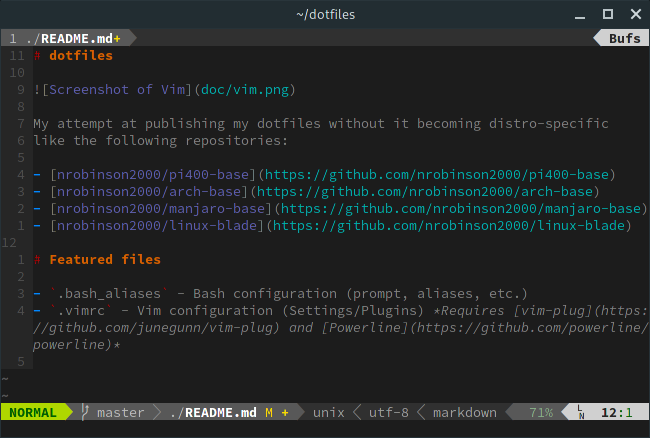 ~/dotfiles
1 ./README.md+ Bufs
11 # dotfiles
10
9 ![Screenshot of Vim](doc/vim.png)
8
7 My attempt at publishing my dotfiles without it becoming distro-specific
6 like the following repositories:
5
4 - [nrobinson2000/pi400-base](https://github.com/nrobinson2000/pi400-base)
3 - [nrobinson2000/arch-base](https://github.com/nrobinson2000/arch-base)
2 - [nrobinson2000/manjaro-base](https://github.com/nrobinson2000/manjaro-base)
1 - [nrobinson2000/linux-blade](https://github.com/nrobinson2000/linux-blade)
12
1 # Featured files
2
3 - `.bash_aliases` - Bash configuration (prompt, aliases, etc.)
4 - `.vimrc` - Vim configuration (Settings/Plugins) *Requires [vim-plug](https:
//github.com/junegunn/vim-plug) and [Powerline](https://github.com/powerline/
powerline)*
5
~
~
NORMAL master ./README.md M + unix utf-8 markdown 71% LN 12:1